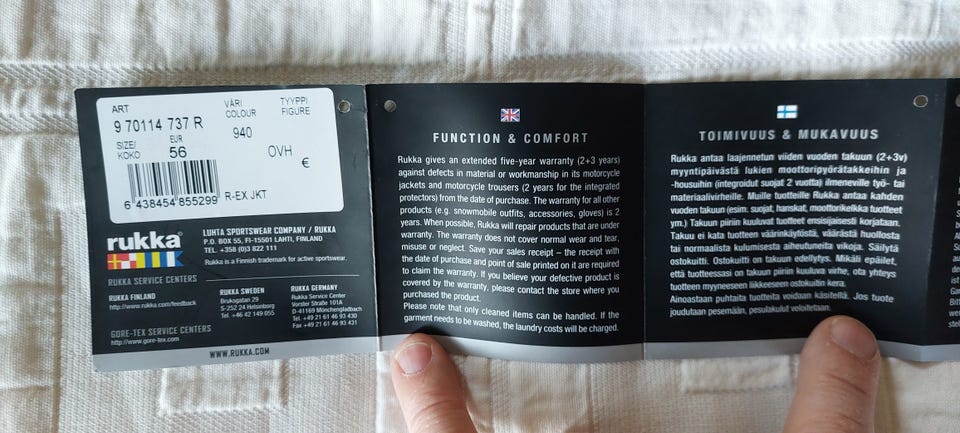 ART
9 70114 737 R
VÄRI
COLOUR
940
TYYPPI
FIGURE
SIZE/
KOKO
EUR
56
OVH
€
6 438454 855299
R-EX JKT
rukka
LUHTA SPORTSWEAR COMPANY / RUKKA
P.O. BOX 55, FI-15501 LAHTI, FINLAND
TEL. +358 (0)3 822 111
Rukka is a Finnish trademark for active sportswear.
RUKKA SERVICE CENTERS
RUKKA FINLAND
http://www.rukka.com/feedback
RUKKA SWEDEN
Bruksgatan 29
S-252 24 Helsinborg
Tel. +46 42 149 055
RUKKA GERMANY
Rukka Service Center
Vorster Straße 101A
D-41169 Mönchengladbach
Tel. +49 21 61 46 93 430
Fax +49 21 61 46 93 431
GORE-TEX SERVICE CENTERS
http://www.gore-tex.com
WWW.RUKKA.COM
FUNCTION & COMFORT
Rukka gives an extended five-year warranty (2+3 years)
against defects in material or workmanship in its motorcycle
jackets and motorcycle trousers (2 years for the integrated
protectors) from the date of purchase. The warranty for all other
products (e.g. snowmobile outfits, accessories, gloves) is 2
years. When possible, Rukka will repair products that are under
warranty. The warranty does not cover normal wear and tear,
misuse or neglect. Save your sales receipt – the receipt with
the date of purchase and point of sale printed on it are required
to claim the warranty. If you believe your defective product is
covered by the warranty, please contact the store where you
purchased the product.
Please note that only cleaned items can be handled. If the
garment needs to be washed, the laundry costs will be charged.
TOIMIVUUS & MUKAVUUS
Rukka antaa laajennetun viiden vuoden takuun (2+3v)
myyntipäivästä lukien moottoripyörätakkeihin ja
-housuihin (integroidut suojat 2 vuotta) ilmeneville työ- tai
materiaalivirheille. Muille tuotteille Rukka antaa kahden
vuoden takuun (esim. suojat, hanskat, moottorikelkka tuotteet
ym.) Takuun piiriin kuuluvat tuotteet ensisijaisesti korjataan.
Takuu ei kata tuotteen väärinkäytöstä, väärästä huollosta
tai normaalista kulumisesta aiheutuneita vikoja. Säilytä
ostokuitti. Ostokuitti on takuun edellytys. Mikäli epäilet,
että tuotteessasi on takuun piiriin kuuluva virhe, ota yhteys
tuotteen myyneeseen liikkeeseen ostokuitin kera.
Ainoastaan puhtaita tuotteita voidaan käsitellä. Jos tuote
joudutaan pesemään, pesulakulut veloitetaan.